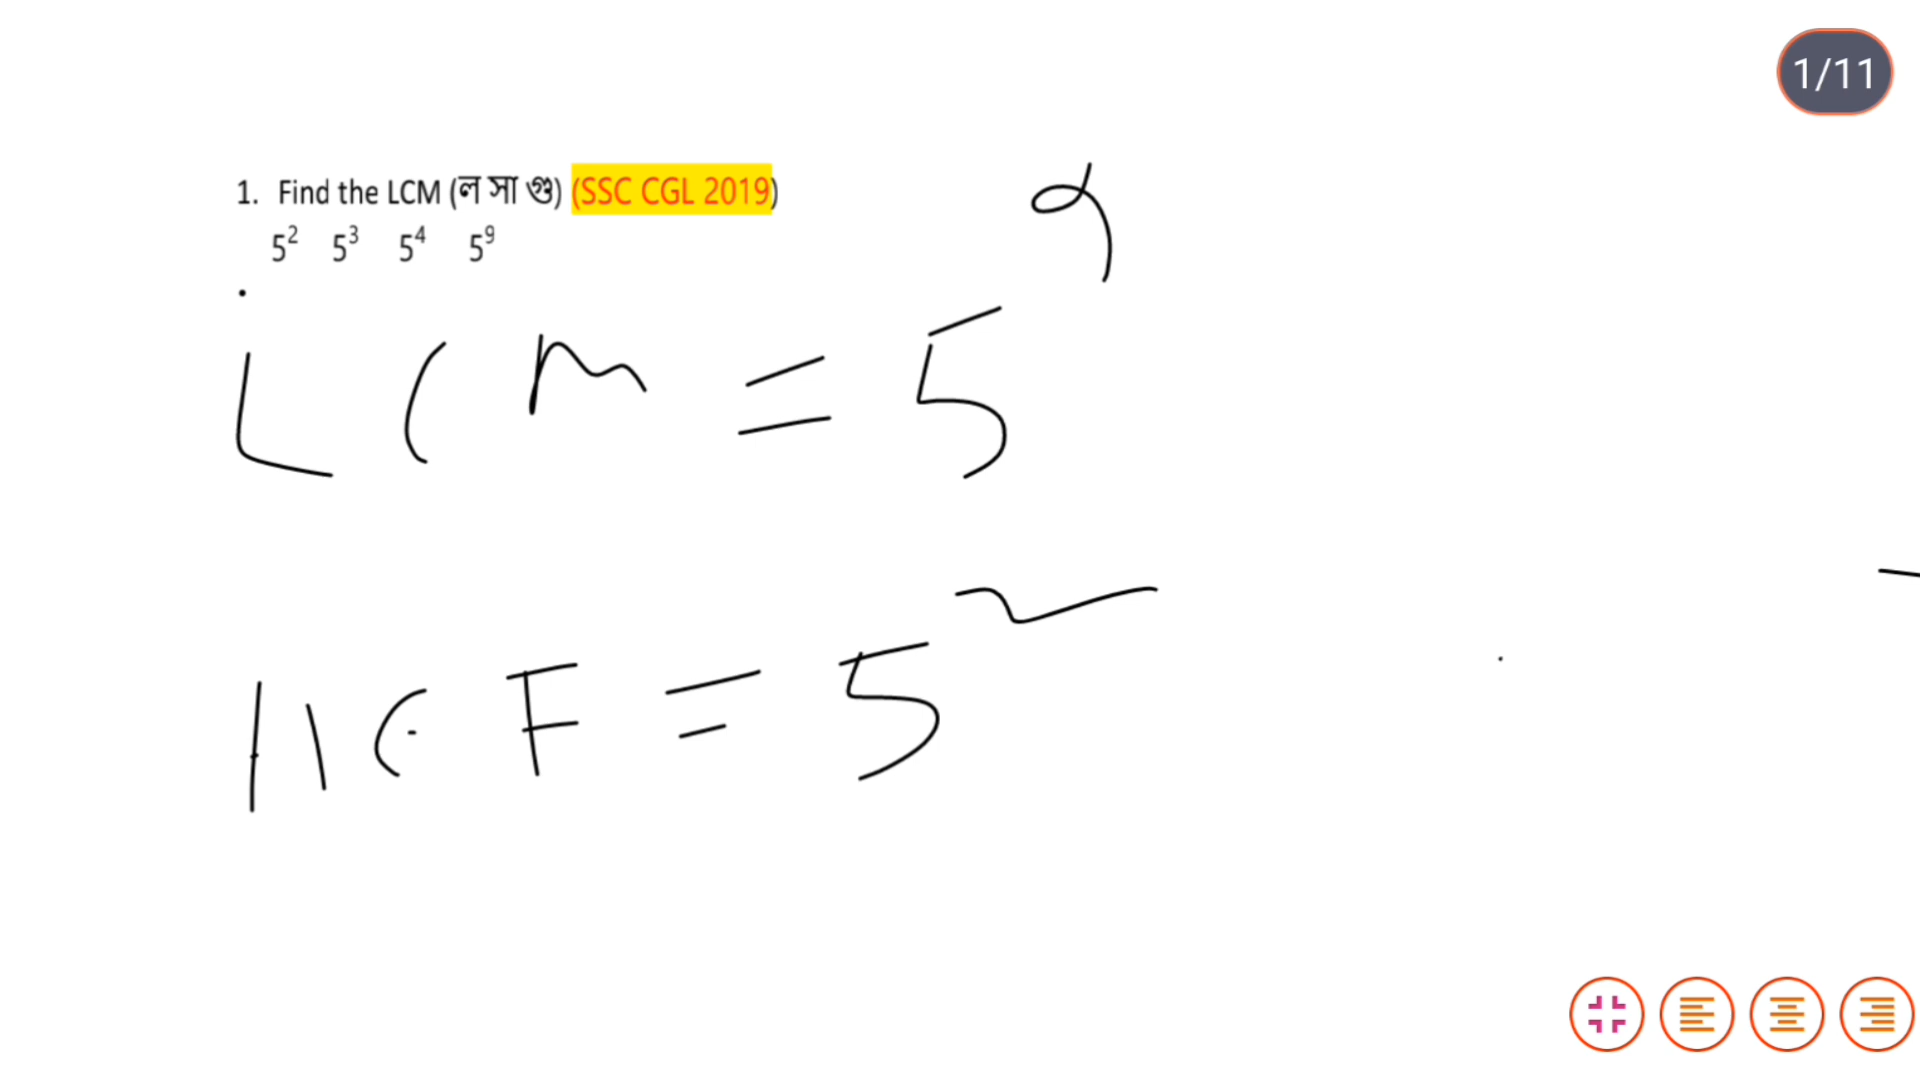 1/11
1. Find the LCM (ল সা গু) (SSC CGL 2019)
5² 5³ 5⁴ 5⁹
LCM = 5⁹
HCF = 5²